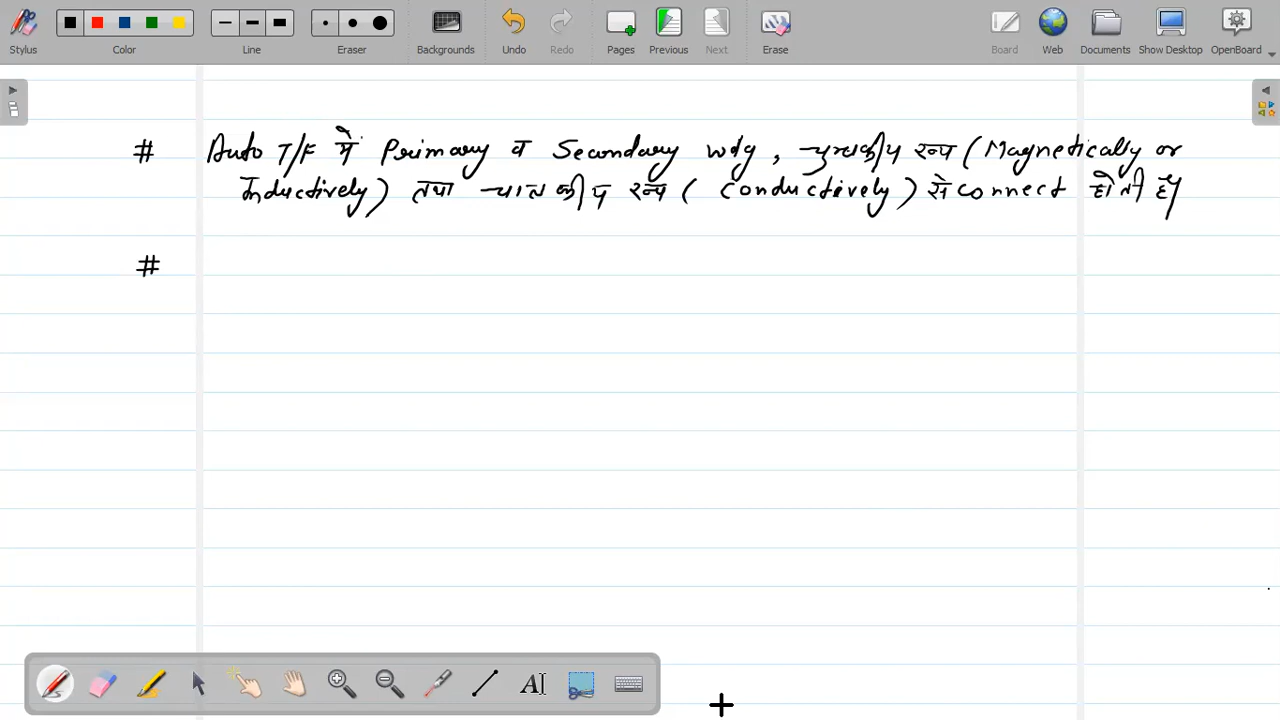 Stylus Color Line Eraser Backgrounds Undo Redo Pages Previous Next Erase Board Web Documents Show Desktop OpenBoard
# Auto T/F में Primary व Secondary wdg, चुम्बकीय रूप (Magnetically or
Inductively) तथा चालकीय रूप (Conductively) से connect होती है।
#